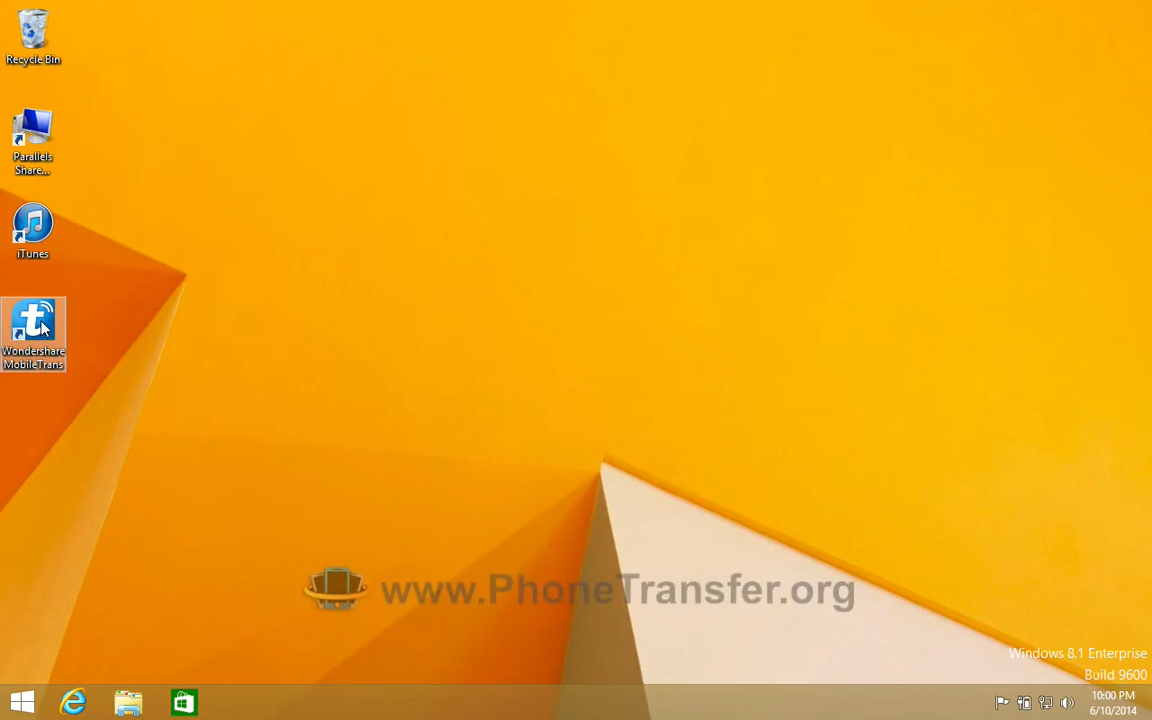 Recycle Bin
Parallels
Share...
iTunes
t
Wondershare
MobileTrans
www.PhoneTransfer.org
Windows 8.1 Enterprise
Build 9600
10:00 PM
6/10/2014